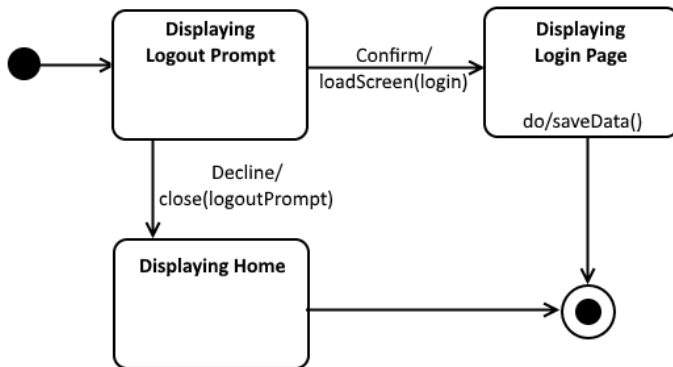 Displaying
Logout Prompt
Confirm/
loadScreen(login)
Displaying
Login Page
do/saveData()
Decline/
close(logoutPrompt)
Displaying Home